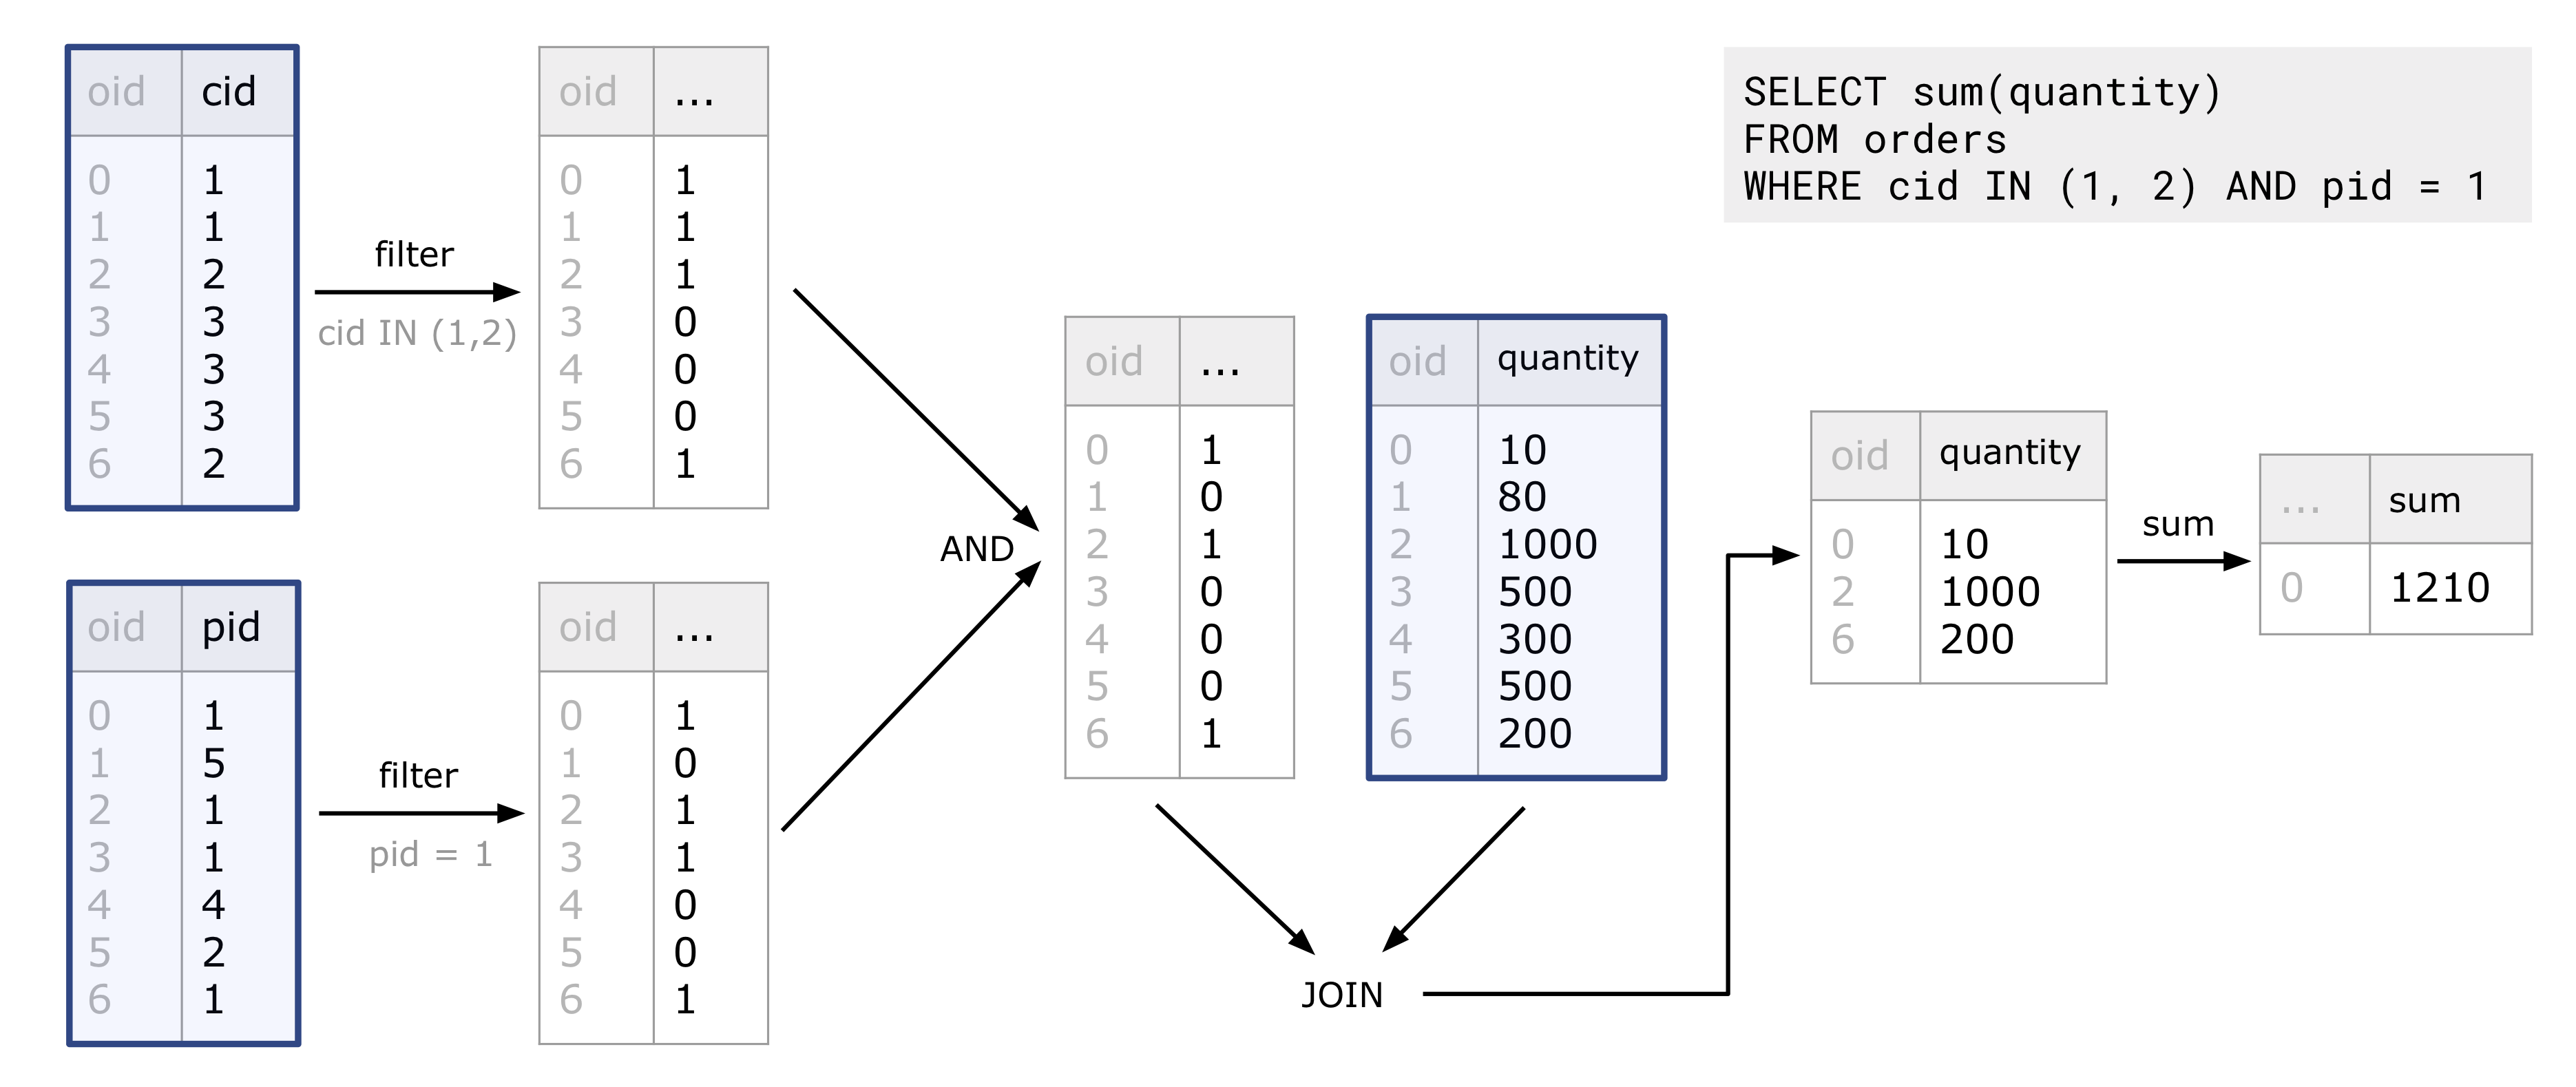 oid cid
0 1
1 1
2 2
3 3
4 3
5 3
6 2
filter
cid IN (1,2)
oid ...
0 1
1 1
2 1
3 0
4 0
5 0
6 1
oid pid
0 1
1 5
2 1
3 1
4 4
5 2
6 1
filter
pid = 1
oid ...
0 1
1 0
2 1
3 1
4 0
5 0
6 1
AND
oid ...
0 1
1 0
2 1
3 0
4 0
5 0
6 1
oid quantity
0 10
1 80
2 1000
3 500
4 300
5 500
6 200
JOIN
SELECT sum(quantity)
FROM orders
WHERE cid IN (1, 2) AND pid = 1
oid quantity
0 10
2 1000
6 200
sum
... sum
0 1210